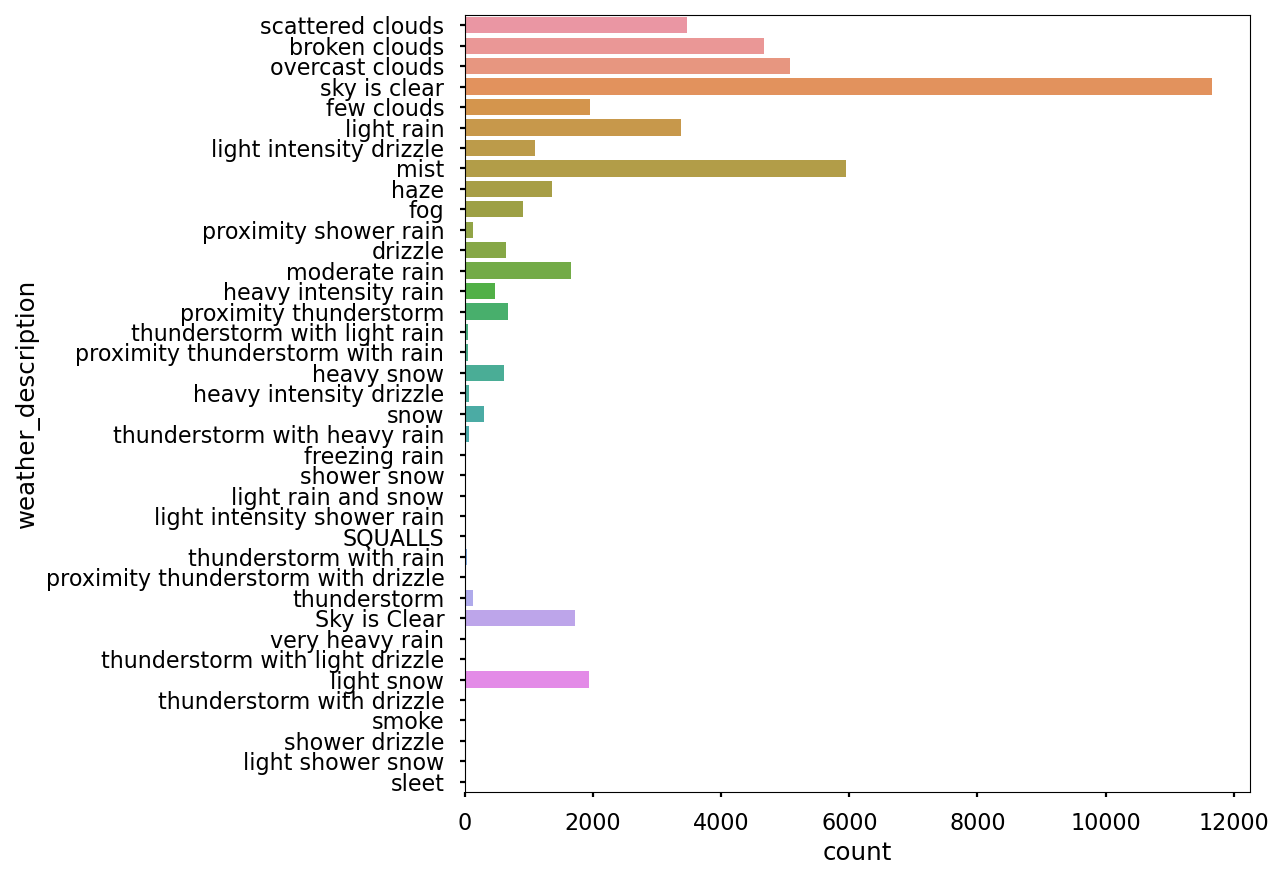 scattered clouds
broken clouds
overcast clouds
sky is clear
few clouds
light rain
light intensity drizzle
mist
haze
fog
proximity shower rain
drizzle
moderate rain
heavy intensity rain
proximity thunderstorm
thunderstorm with light rain
proximity thunderstorm with rain
heavy snow
heavy intensity drizzle
snow
thunderstorm with heavy rain
freezing rain
shower snow
light rain and snow
light intensity shower rain
SQUALLS
thunderstorm with rain
proximity thunderstorm with drizzle
thunderstorm
Sky is Clear
very heavy rain
thunderstorm with light drizzle
light snow
thunderstorm with drizzle
smoke
shower drizzle
light shower snow
sleet
weather_description
0 2000 4000 6000 8000 10000 12000
count